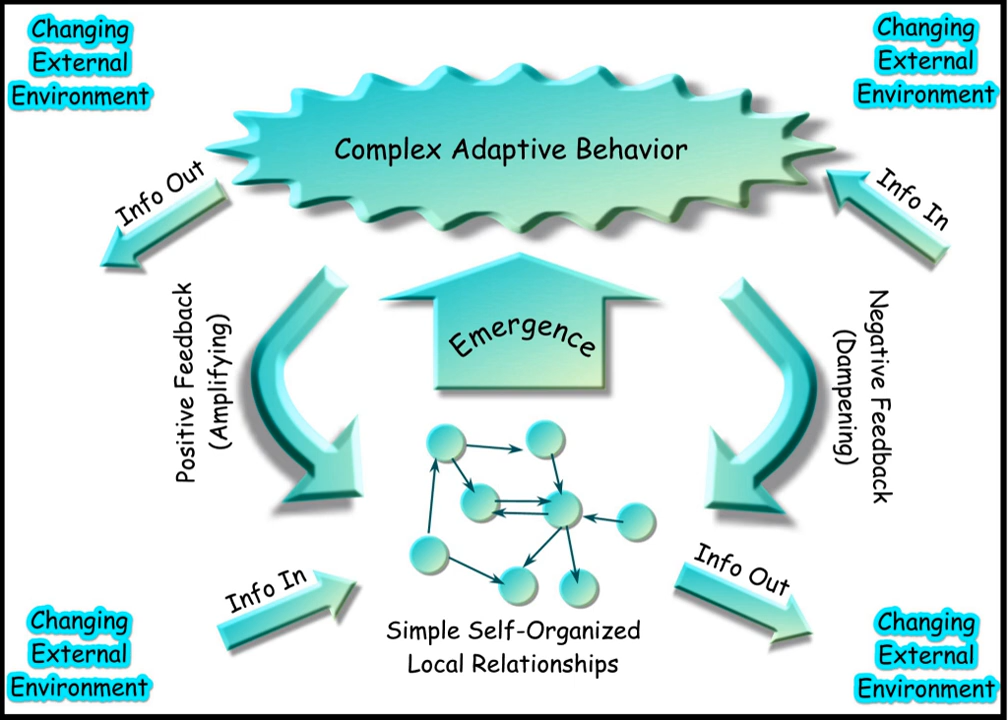 Changing
External
Environment
Changing
External
Environment
Complex Adaptive Behavior
Info Out
Info In
Positive Feedback
(Amplifying)
Emergence
Negative Feedback
(Dampening)
Info In
Info Out
Simple Self-Organized
Local Relationships
Changing
External
Environment
Changing
External
Environment